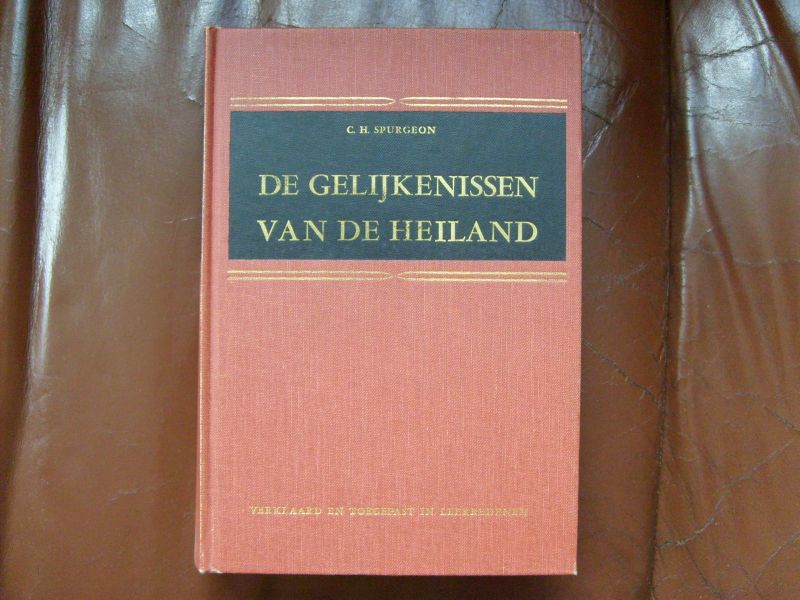 C. H. SPURGEON
DE GELIJKENISSEN
VAN DE HEILAND
VERKLAARD EN TOEGEPAST IN LEERREDENEN